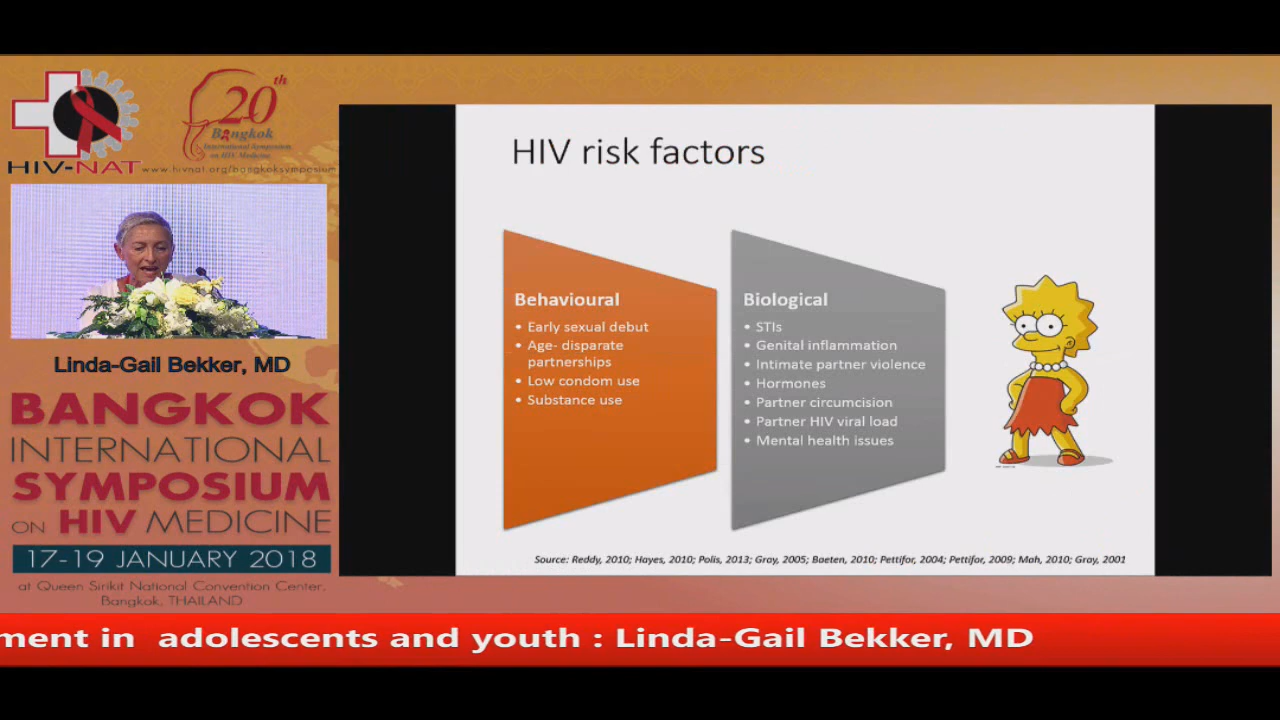 HIV-NAT
20th
Bangkok
International Symposium
on HIV Medicine
www.hivnat.org/bangkoksymposium
Linda-Gail Bekker, MD
BANGKOK
INTERNATIONAL
SYMPOSIUM
ON HIV MEDICINE
17-19 JANUARY 2018
at Queen Sirikit National Convention Center,
Bangkok, THAILAND
HIV risk factors
Behavioural
• Early sexual debut
• Age- disparate
partnerships
• Low condom use
• Substance use
Biological
• STIs
• Genital inflammation
• Intimate partner violence
• Hormones
• Partner circumcision
• Partner HIV viral load
• Mental health issues
Source: Reddy, 2010; Hayes, 2010; Polis, 2013; Gray, 2005; Baeten, 2010; Pettifor, 2004; Pettifor, 2009; Mah, 2010; Gray, 2001
ment in adolescents and youth : Linda-Gail Bekker, MD